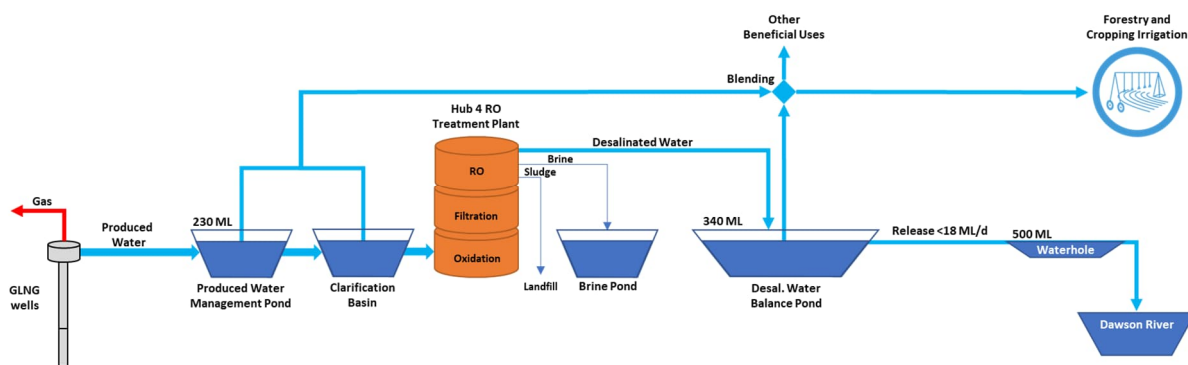 Other
Beneficial Uses
Forestry and
Cropping Irrigation
Blending
Hub 4 RO
Treatment Plant
Desalinated Water
Brine
Sludge
RO
Gas
230 ML
340 ML
Produced
Water
Filtration
Release <18 ML/d
500 ML
Waterhole
Oxidation
GLNG
wells
Produced Water
Management Pond
Clarification
Basin
Landfill
Brine Pond
Desal. Water
Balance Pond
Dawson River